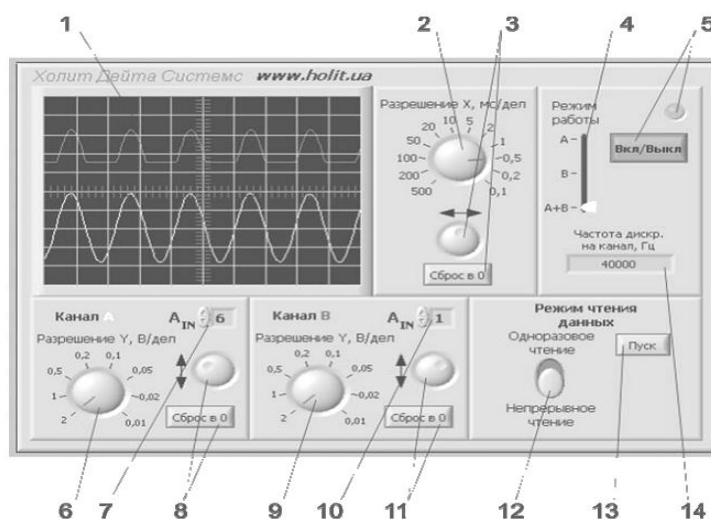 1 2 3 4 5
Холит Дейта Системс www.holit.ua
Разрешение X, мс/дел
500 200 100 50 20 10 5 2 1 0,5 0,2 0,1
Сброс в 0
Режим
работы
A
B
A+B
Вкл/Выкл
Частота дискр.
на канал, Гц
40000
Канал A
A IN 6
Разрешение Y, В/дел
2 1 0,5 0,2 0,1 0,05 0,02 0,01
Сброс в 0
Канал B
A IN 1
Разрешение Y, В/дел
2 1 0,5 0,2 0,1 0,05 0,02 0,01
Сброс в 0
Режим чтения
данных
Одноразовое
чтение
Пуск
Непрерывное
чтение
6 7 8 9 10 11 12 13 14